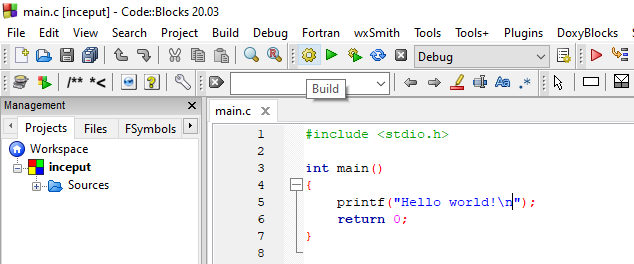 main.c [inceput] - Code::Blocks 20.03
File Edit View Search Project Build Debug Fortran wxSmith Tools Tools+ Plugins DoxyBlocks
Debug
/** *<
Aa .*
Build
Management
Projects Files FSymbols
Workspace
inceput
Sources
main.c
1 #include <stdio.h>
2
3 int main()
4 {
5 printf("Hello world!\n");
6 return 0;
7 }
8